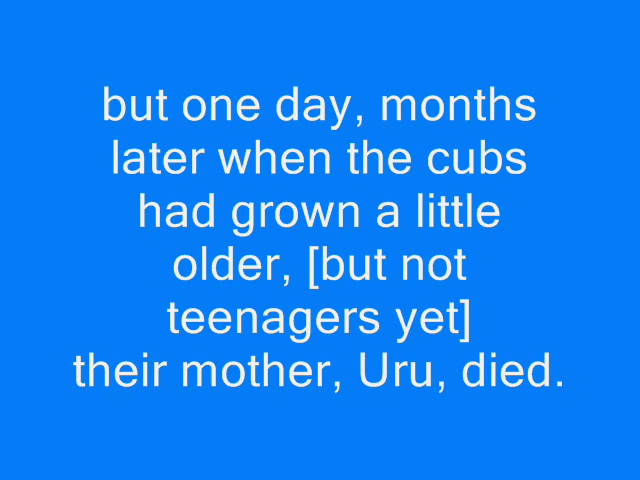 but one day, months
later when the cubs
had grown a little
older, [but not
teenagers yet]
their mother, Uru, died.